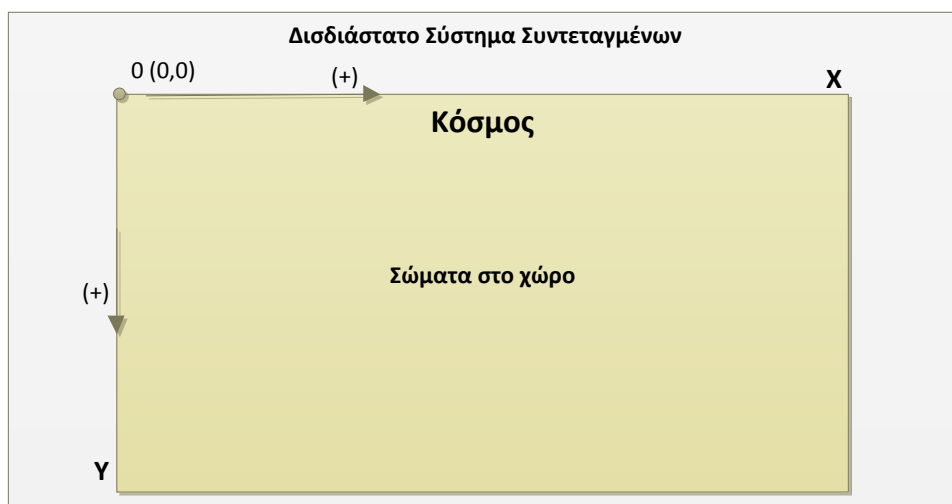 Δισδιάστατο Σύστημα Συντεταγμένων
0 (0,0) (+) X
Κόσμος
Σώματα στο χώρο
(+)
Y